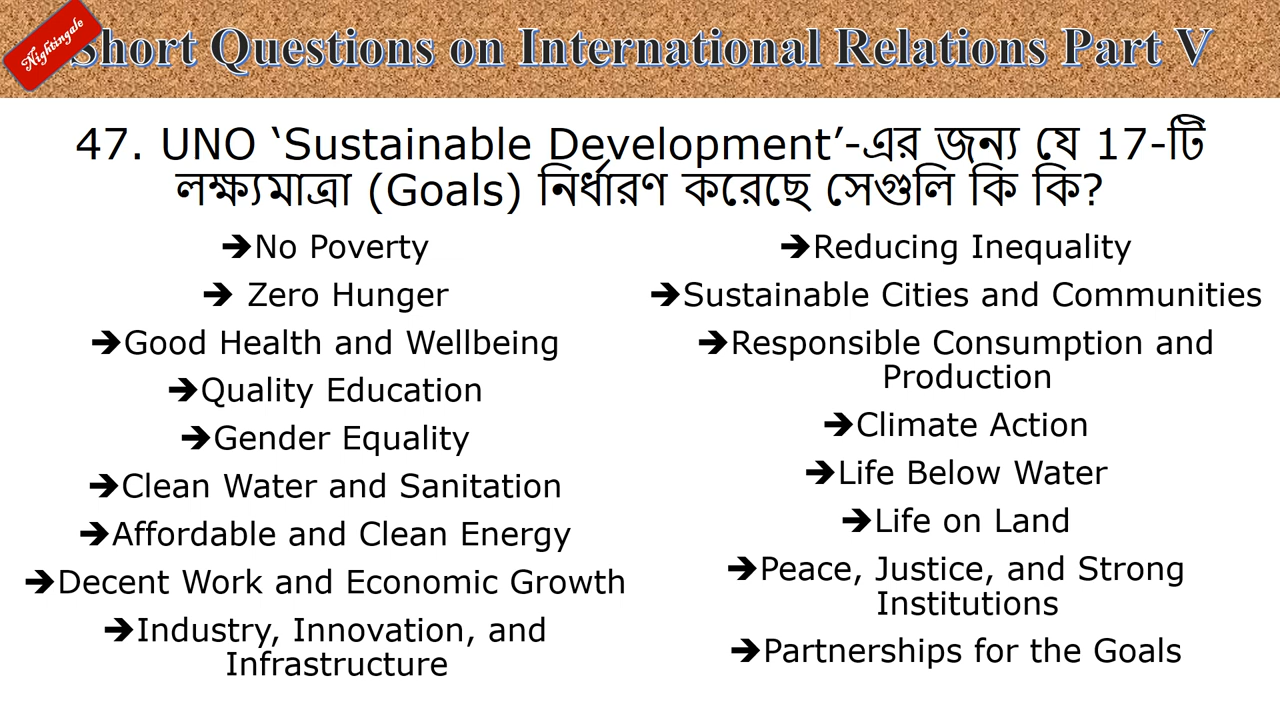 Nightingale
Short Questions on International Relations Part V
47. UNO ‘Sustainable Development’-এর জন্য যে 17-টি
লক্ষ্যমাত্রা (Goals) নির্ধারণ করেছে সেগুলি কি কি?
➔No Poverty
➔ Zero Hunger
➔Good Health and Wellbeing
➔Quality Education
➔Gender Equality
➔Clean Water and Sanitation
➔Affordable and Clean Energy
➔Decent Work and Economic Growth
➔Industry, Innovation, and
Infrastructure
➔Reducing Inequality
➔Sustainable Cities and Communities
➔Responsible Consumption and
Production
➔Climate Action
➔Life Below Water
➔Life on Land
➔Peace, Justice, and Strong
Institutions
➔Partnerships for the Goals